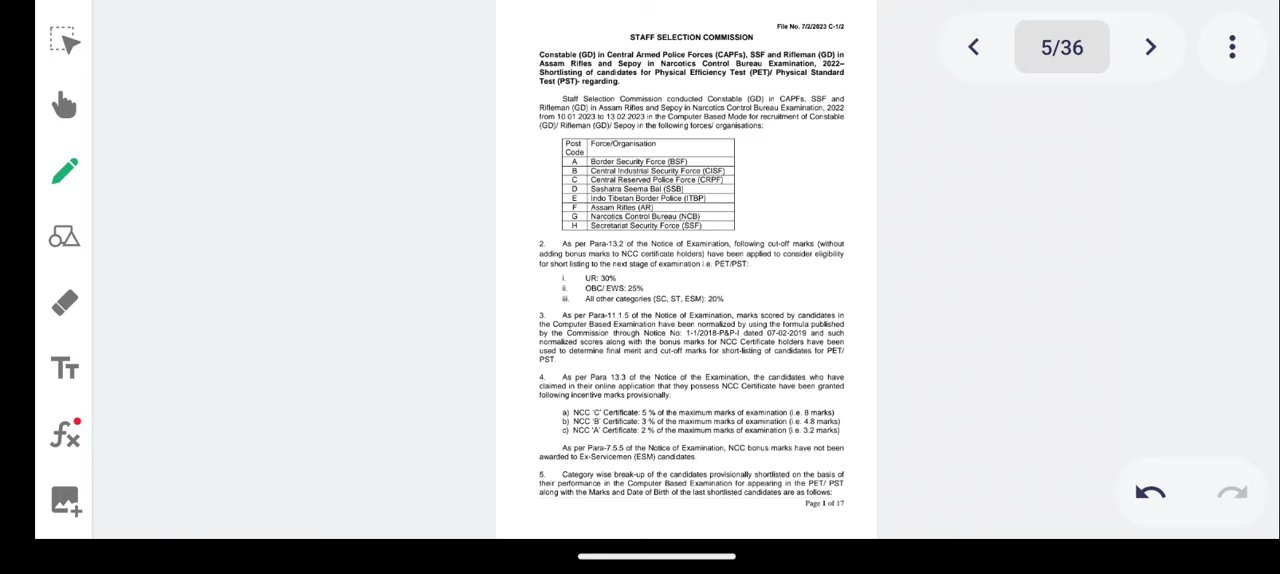 5/36
File No. 7/2/2023 C-1/2
STAFF SELECTION COMMISSION
Constable (GD) in Central Armed Police Forces (CAPFs), SSF and Rifleman (GD) in
Assam Rifles and Sepoy in Narcotics Control Bureau Examination, 2022–
Shortlisting of candidates for Physical Efficiency Test (PET)/ Physical Standard
Test (PST)- regarding.
Staff Selection Commission conducted Constable (GD) in CAPFs, SSF and
Rifleman (GD) in Assam Rifles and Sepoy in Narcotics Control Bureau Examination, 2022
from 10.01.2023 to 13.02.2023 in the Computer Based Mode for recruitment of Constable
(GD)/ Rifleman (GD)/ Sepoy in the following forces/ organisations:
Post Code Force/Organisation
A Border Security Force (BSF)
B Central Industrial Security Force (CISF)
C Central Reserved Police Force (CRPF)
D Sashatra Seema Bal (SSB)
E Indo Tibetan Border Police (ITBP)
F Assam Rifles (AR)
G Narcotics Control Bureau (NCB)
H Secretariat Security Force (SSF)
2. As per Para-13.2 of the Notice of Examination, following cut-off marks (without
adding bonus marks to NCC certificate holders) have been applied to consider eligibility
for short listing to the next stage of examination i.e. PET/PST:
i. UR: 30%
ii. OBC/ EWS: 25%
iii. All other categories (SC, ST, ESM): 20%
3. As per Para-11.1.5 of the Notice of Examination, marks scored by candidates in
the Computer Based Examination have been normalized by using the formula published
by the Commission through Notice No: 1-1/2018-P&P-I dated 07-02-2019 and such
normalized scores along with the bonus marks for NCC Certificate holders have been
used to determine final merit and cut-off marks for short-listing of candidates for PET/
PST.
4. As per Para 13.3 of the Notice of the Examination, the candidates who have
claimed in their online application that they possess NCC Certificate have been granted
following incentive marks provisionally:
a) NCC 'C' Certificate: 5 % of the maximum marks of examination (i.e. 8 marks)
b) NCC 'B' Certificate: 3 % of the maximum marks of examination (i.e. 4.8 marks)
c) NCC 'A' Certificate: 2 % of the maximum marks of examination (i.e. 3.2 marks)
As per Para-7.5.5 of the Notice of Examination, NCC bonus marks have not been
awarded to Ex-Servicemen (ESM) candidates.
5. Category wise break-up of the candidates provisionally shortlisted on the basis of
their performance in the Computer Based Examination for appearing in the PET/ PST
along with the Marks and Date of Birth of the last shortlisted candidates are as follows:
Page 1 of 17
Tт
fx